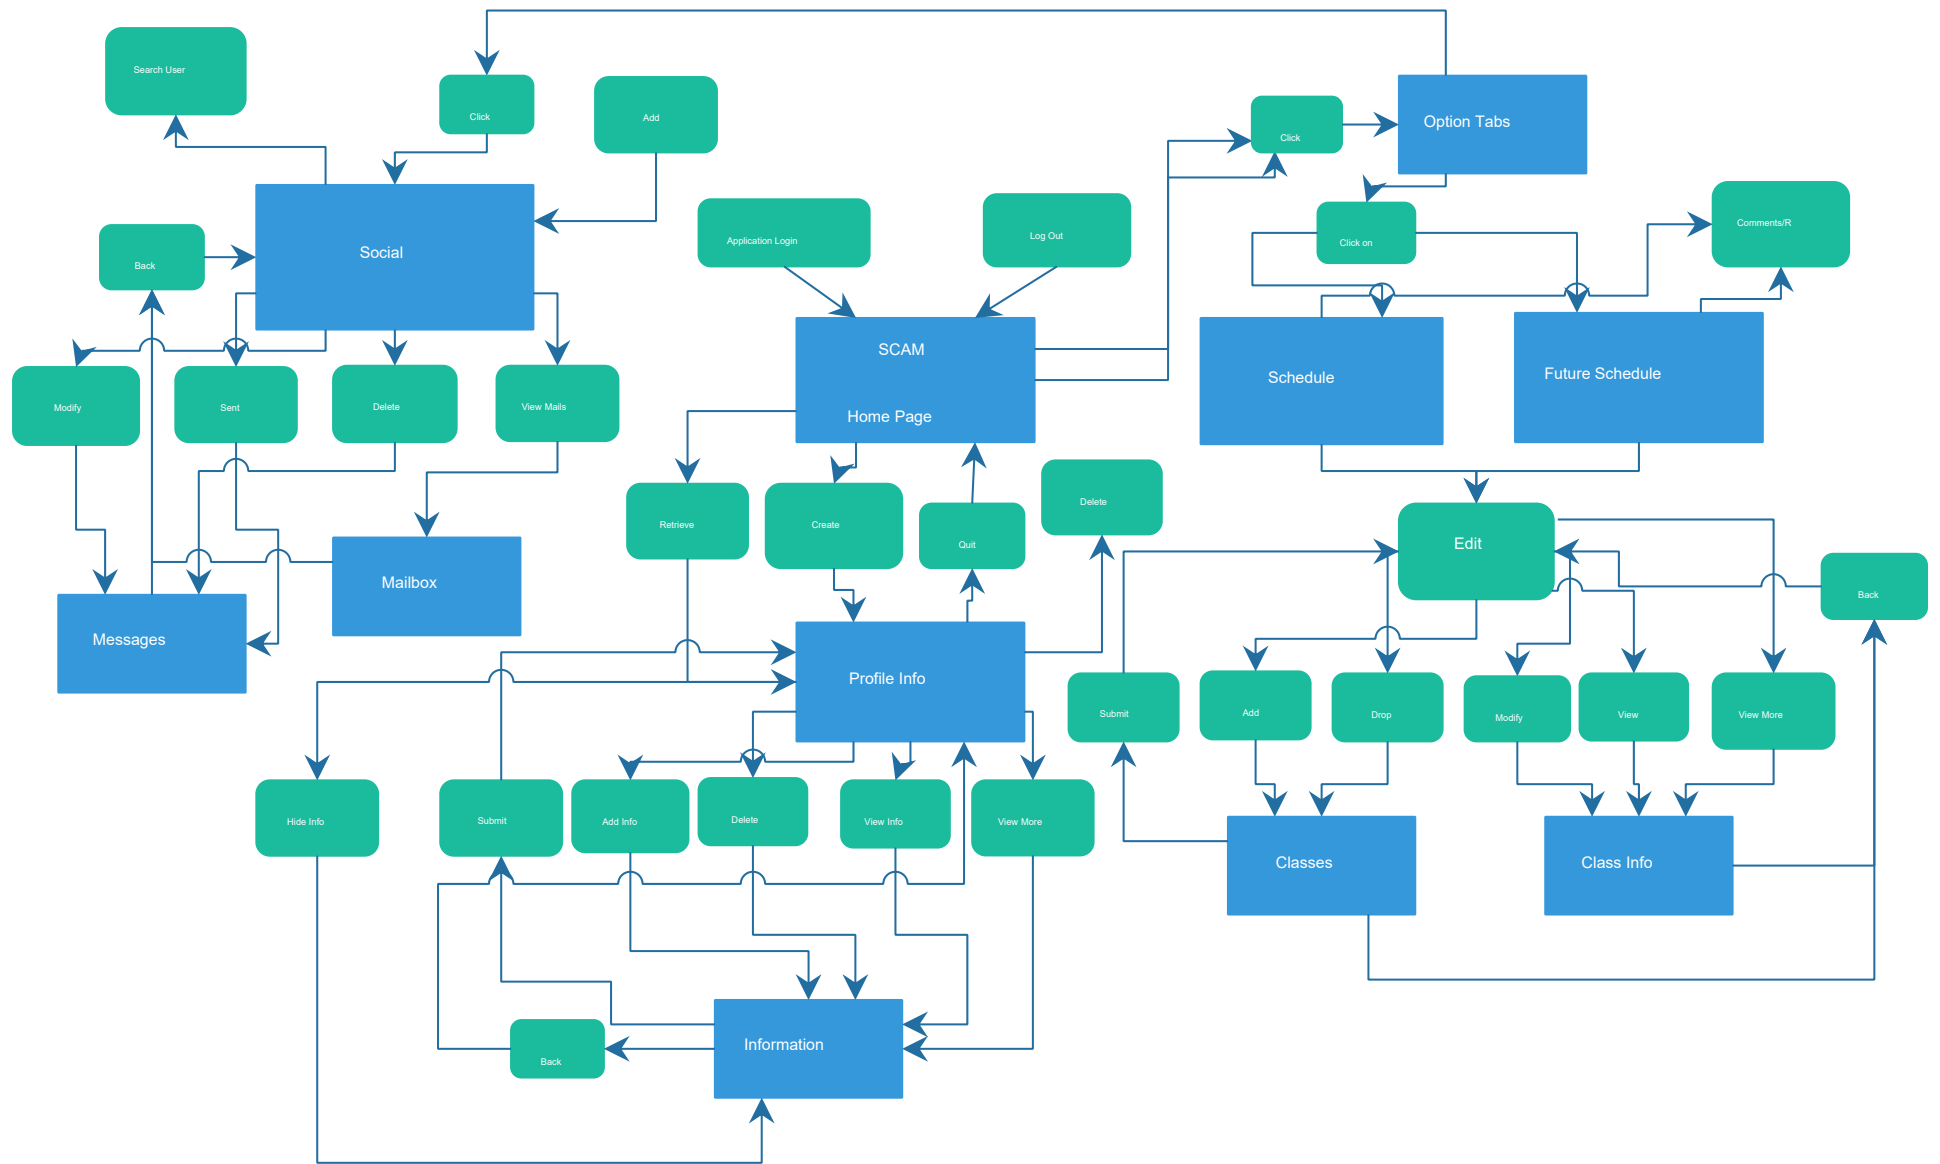 Search User
Click
Add
Click
Option Tabs
Social
Back
Application Login
Log Out
Click on
Comments/R
SCAM
Home Page
Schedule
Future Schedule
Modify
Sent
Delete
View Mails
Retrieve
Create
Quit
Delete
Edit
Mailbox
Messages
Back
Profile Info
Submit
Add
Drop
Modify
View
View More
Hide Info
Submit
Add Info
Delete
View Info
View More
Classes
Class Info
Information
Back